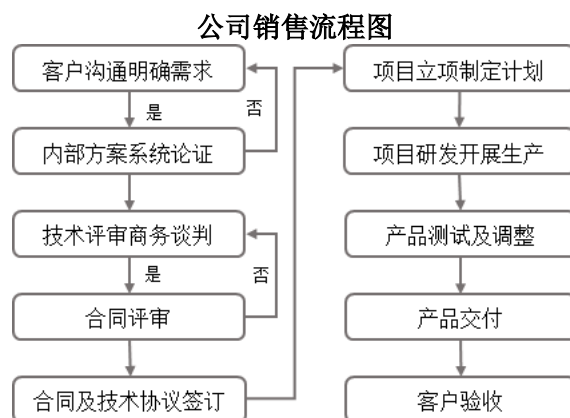 公司销售流程图
客户沟通明确需求
是
否
内部方案系统论证
技术评审商务谈判
是
否
合同评审
合同及技术协议签订
项目立项制定计划
项目研发开展生产
产品测试及调整
产品交付
客户验收